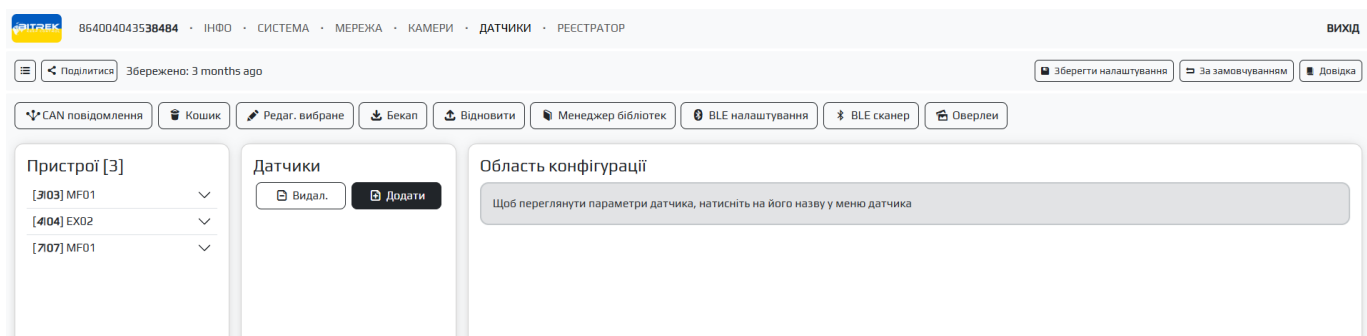 BITREK 864004043538484 · ІНФО · СИСТЕМА · МЕРЕЖА · КАМЕРИ · ДАТЧИКИ · РЕЄСТРАТОР ВИХІД
Поділитися Збережено: 3 months ago Зберегти налаштування За замовчуванням Довідка
CAN повідомлення Кошик Редаг. вибране Бекап Відновити Менеджер бібліотек BLE налаштування BLE сканер Оверлеи
Пристрої [3]
[3|03] MF01
[4|04] EX02
[7|07] MF01
Датчики
Видал. Додати
Область конфігурації
Щоб переглянути параметри датчика, натисніть на його назву у меню датчика